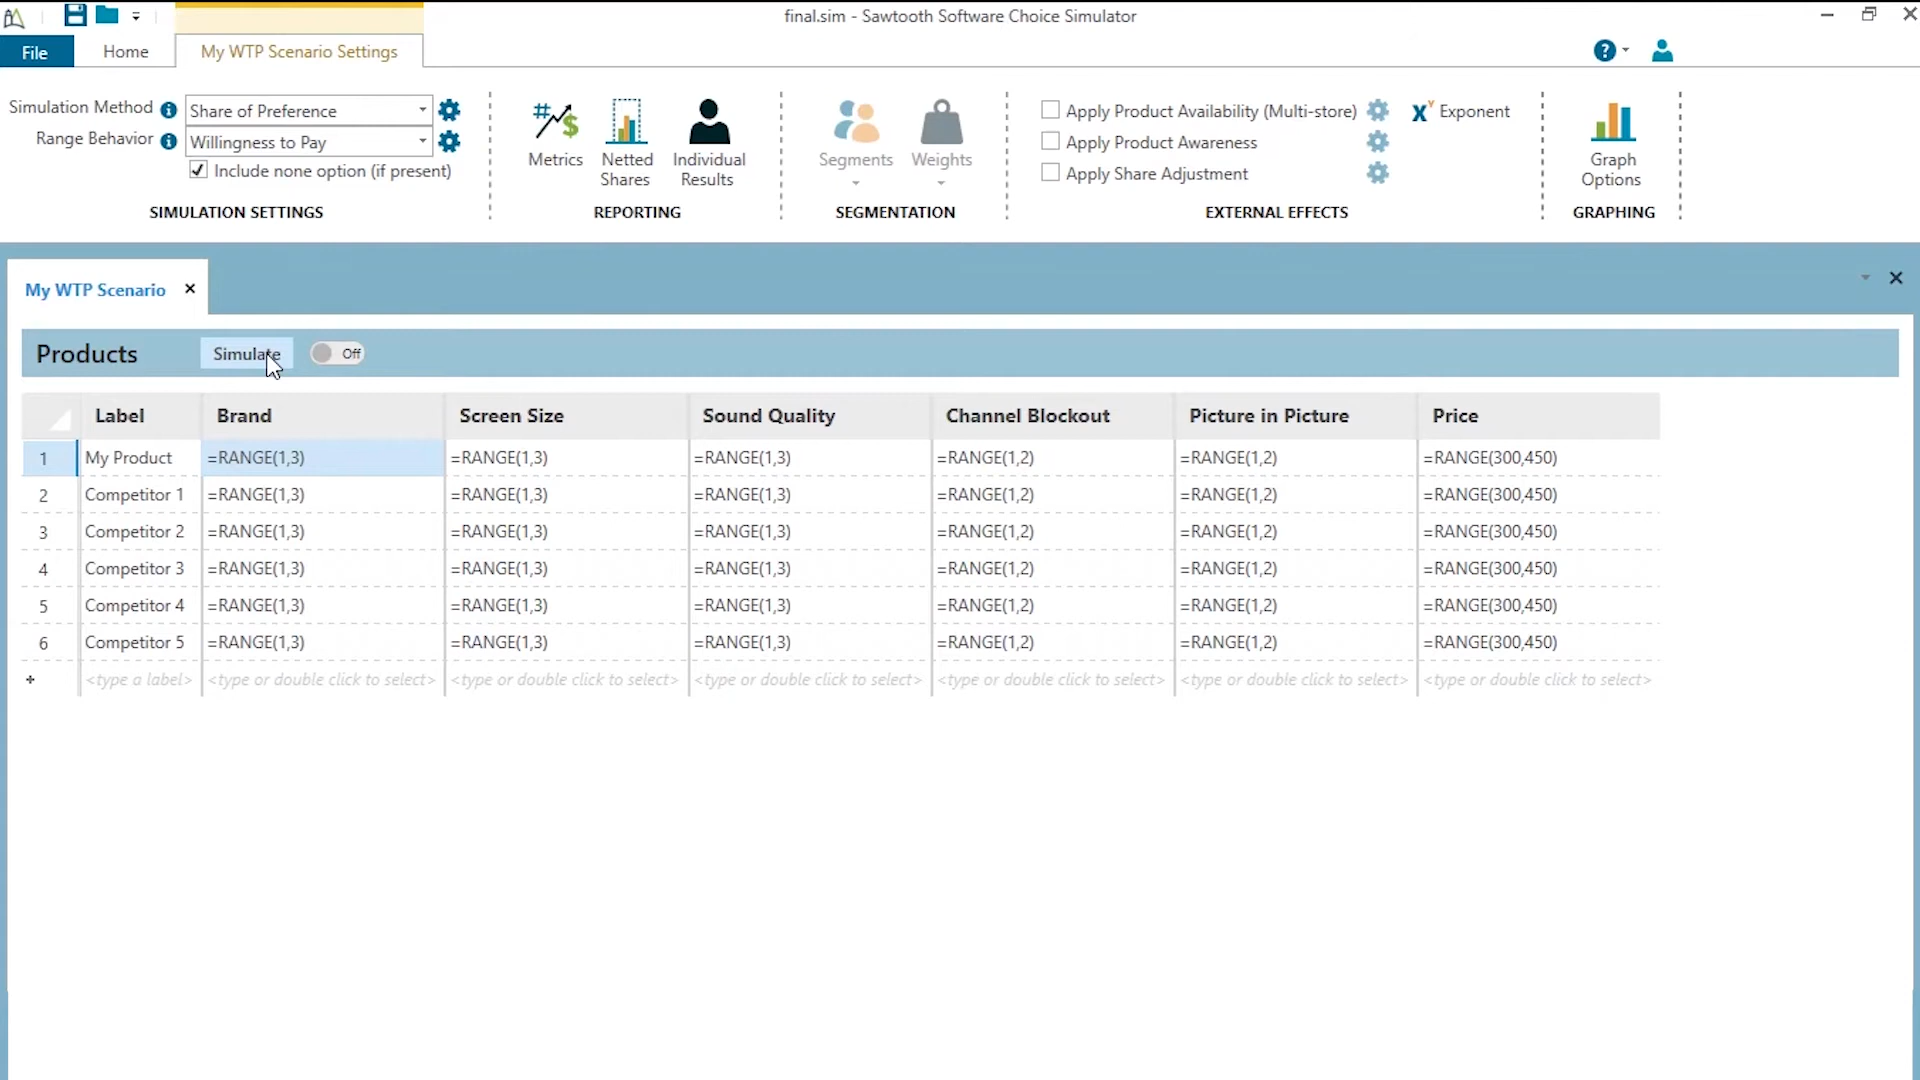 final.sim - Sawtooth Software Choice Simulator
File Home My WTP Scenario Settings
Simulation Method Share of Preference
Range Behavior Willingness to Pay
Include none option (if present)
SIMULATION SETTINGS
Metrics
Netted
Shares
Individual
Results
REPORTING
Segments
Weights
SEGMENTATION
Apply Product Availability (Multi-store)
Apply Product Awareness
Apply Share Adjustment
Exponent
EXTERNAL EFFECTS
Graph
Options
GRAPHING
My WTP Scenario
Products Simulate Off
Label Brand Screen Size Sound Quality Channel Blockout Picture in Picture Price
1 My Product =RANGE(1,3) =RANGE(1,3) =RANGE(1,3) =RANGE(1,2) =RANGE(1,2) =RANGE(300,450)
2 Competitor 1 =RANGE(1,3) =RANGE(1,3) =RANGE(1,3) =RANGE(1,2) =RANGE(1,2) =RANGE(300,450)
3 Competitor 2 =RANGE(1,3) =RANGE(1,3) =RANGE(1,3) =RANGE(1,2) =RANGE(1,2) =RANGE(300,450)
4 Competitor 3 =RANGE(1,3) =RANGE(1,3) =RANGE(1,3) =RANGE(1,2) =RANGE(1,2) =RANGE(300,450)
5 Competitor 4 =RANGE(1,3) =RANGE(1,3) =RANGE(1,3) =RANGE(1,2) =RANGE(1,2) =RANGE(300,450)
6 Competitor 5 =RANGE(1,3) =RANGE(1,3) =RANGE(1,3) =RANGE(1,2) =RANGE(1,2) =RANGE(300,450)
+ <type a label> <type or double click to select> <type or double click to select> <type or double click to select> <type or double click to select> <type or double click to select> <type or double click to select>